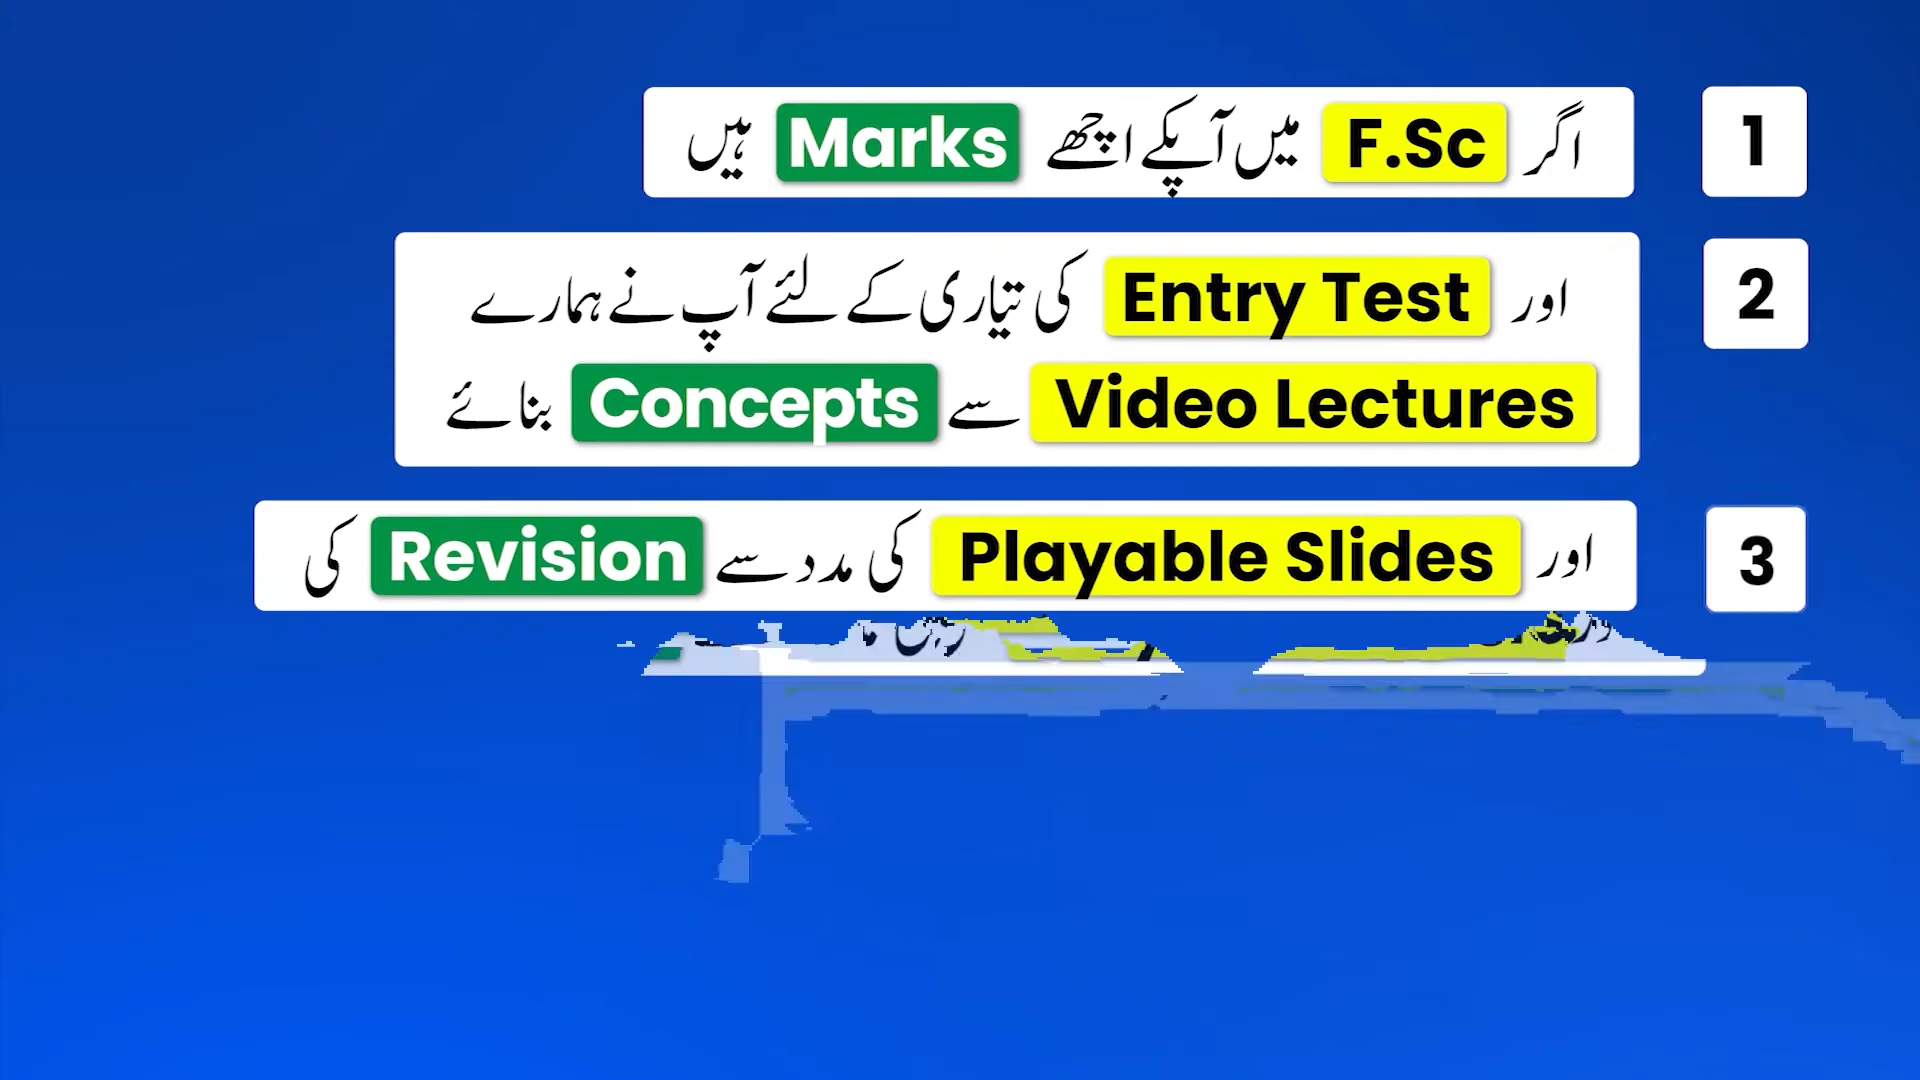 1 اگر F.Sc میں آپکے اچھے Marks ہیں
2 اور Entry Test کی تیاری کے لئے آپ نے ہمارے
Video Lectures سے Concepts بنائے
3 اور Playable Slides کی مدد سے Revision کی